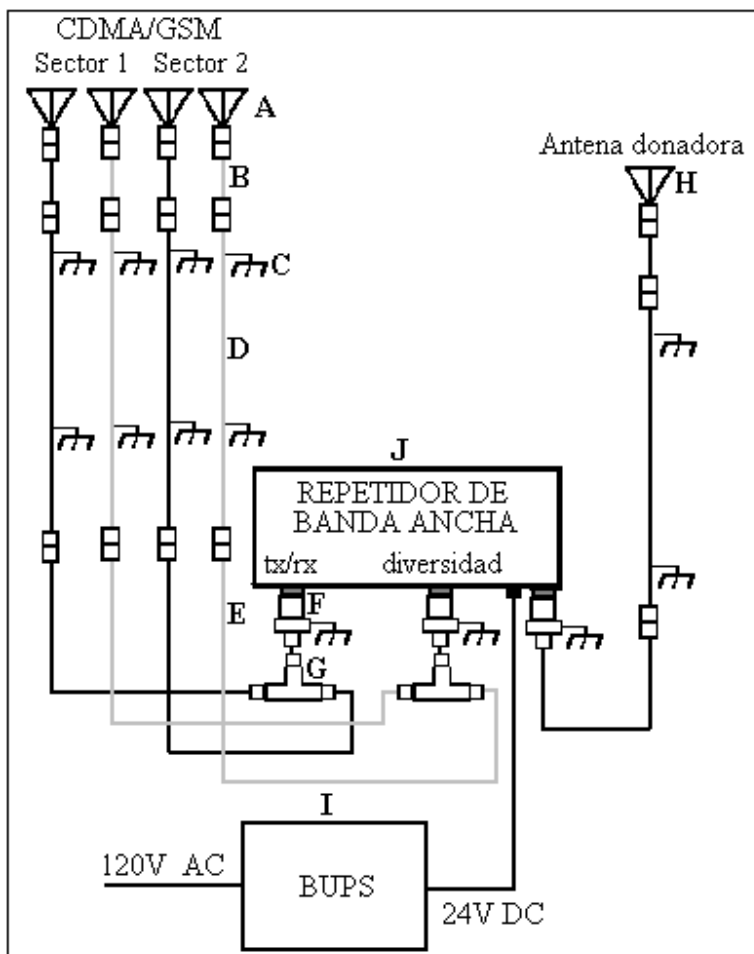 CDMA/GSM
Sector 1 Sector 2
A
B
Antena donadora
H
C
D
J
REPETIDOR DE
BANDA ANCHA
tx/rx diversidad
F
E
G
I
120V AC
BUPS
24V DC